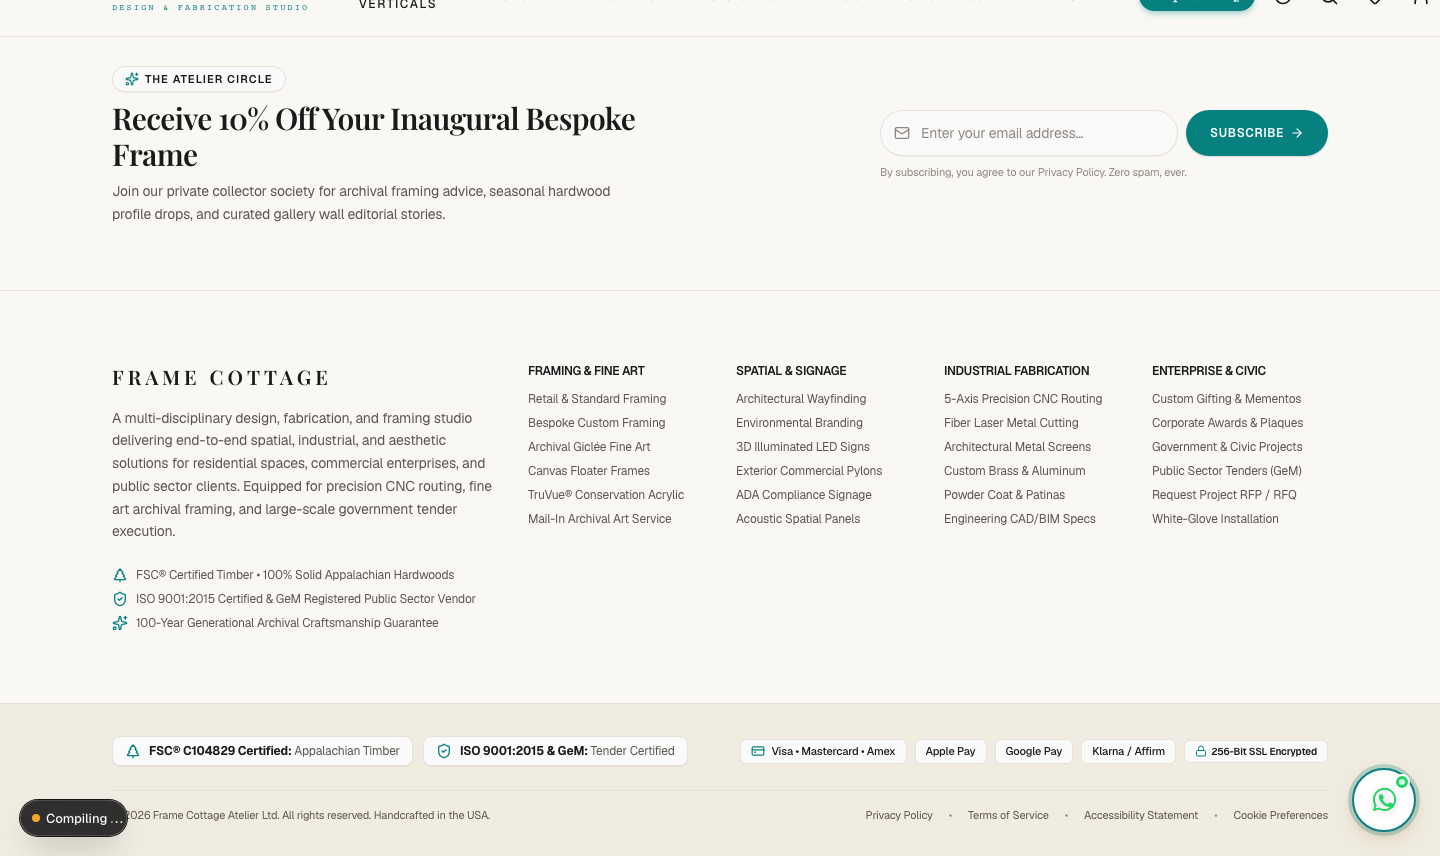 DESIGN & FABRICATION STUDIO
VERTICALS
THE ATELIER CIRCLE
Receive 10% Off Your Inaugural Bespoke
Frame
Join our private collector society for archival framing advice, seasonal hardwood
profile drops, and curated gallery wall editorial stories.
Enter your email address...
SUBSCRIBE →
By subscribing, you agree to our Privacy Policy. Zero spam, ever.
FRAME COTTAGE
A multi-disciplinary design, fabrication, and framing studio
delivering end-to-end spatial, industrial, and aesthetic
solutions for residential spaces, commercial enterprises, and
public sector clients. Equipped for precision CNC routing, fine
art archival framing, and large-scale government tender
execution.
FSC® Certified Timber • 100% Solid Appalachian Hardwoods
ISO 9001:2015 Certified & GeM Registered Public Sector Vendor
100-Year Generational Archival Craftsmanship Guarantee
FRAMING & FINE ART
Retail & Standard Framing
Bespoke Custom Framing
Archival Giclée Fine Art
Canvas Floater Frames
TruVue® Conservation Acrylic
Mail-In Archival Art Service
SPATIAL & SIGNAGE
Architectural Wayfinding
Environmental Branding
3D Illuminated LED Signs
Exterior Commercial Pylons
ADA Compliance Signage
Acoustic Spatial Panels
INDUSTRIAL FABRICATION
5-Axis Precision CNC Routing
Fiber Laser Metal Cutting
Architectural Metal Screens
Custom Brass & Aluminum
Powder Coat & Patinas
Engineering CAD/BIM Specs
ENTERPRISE & CIVIC
Custom Gifting & Mementos
Corporate Awards & Plaques
Government & Civic Projects
Public Sector Tenders (GeM)
Request Project RFP / RFQ
White-Glove Installation
FSC® C104829 Certified: Appalachian Timber
ISO 9001:2015 & GeM: Tender Certified
Visa • Mastercard • Amex
Apple Pay
Google Pay
Klarna / Affirm
256-Bit SSL Encrypted
Compiling ...
2026 Frame Cottage Atelier Ltd. All rights reserved. Handcrafted in the USA.
Privacy Policy • Terms of Service • Accessibility Statement • Cookie Preferences